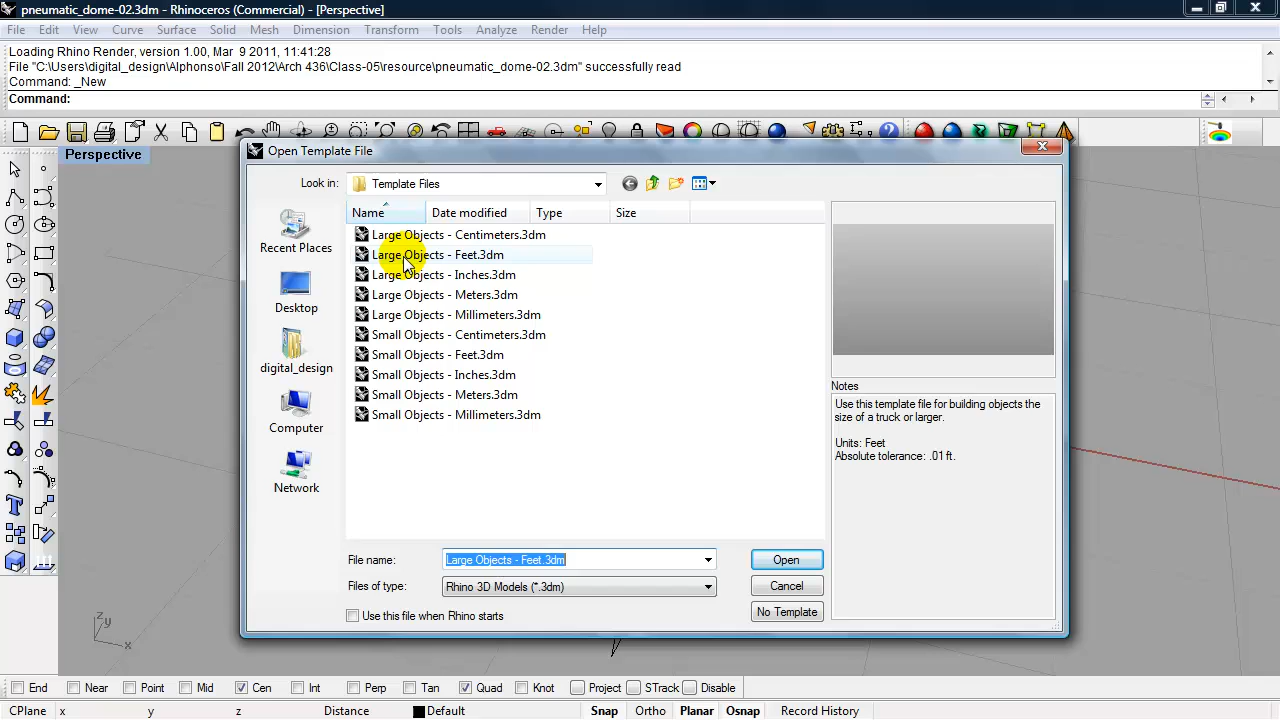 pneumatic_dome-02.3dm - Rhinoceros (Commercial) - [Perspective]
File Edit View Curve Surface Solid Mesh Dimension Transform Tools Analyze Render Help
Loading Rhino Render, version 1.00, Mar 9 2011, 11:41:28
File "C:\Users\digital_design\Alphonso\Fall 2012\Arch 436\Class-05\resource\pneumatic_dome-02.3dm" successfully read
Command: _New
Command:
Perspective
Open Template File
Look in: Template Files
Name Date modified Type Size
Recent Places
Desktop
digital_design
Computer
Network
Large Objects - Centimeters.3dm
Large Objects - Feet.3dm
Large Objects - Inches.3dm
Large Objects - Meters.3dm
Large Objects - Millimeters.3dm
Small Objects - Centimeters.3dm
Small Objects - Feet.3dm
Small Objects - Inches.3dm
Small Objects - Meters.3dm
Small Objects - Millimeters.3dm
Notes
Use this template file for building objects the
size of a truck or larger.
Units: Feet
Absolute tolerance: .01 ft.
File name: Large Objects - Feet.3dm Open
Files of type: Rhino 3D Models (*.3dm) Cancel
Use this file when Rhino starts No Template
z y
x
End Near Point Mid Cen Int Perp Tan Quad Knot Project STrack Disable
CPlane x y z Distance Default Snap Ortho Planar Osnap Record History